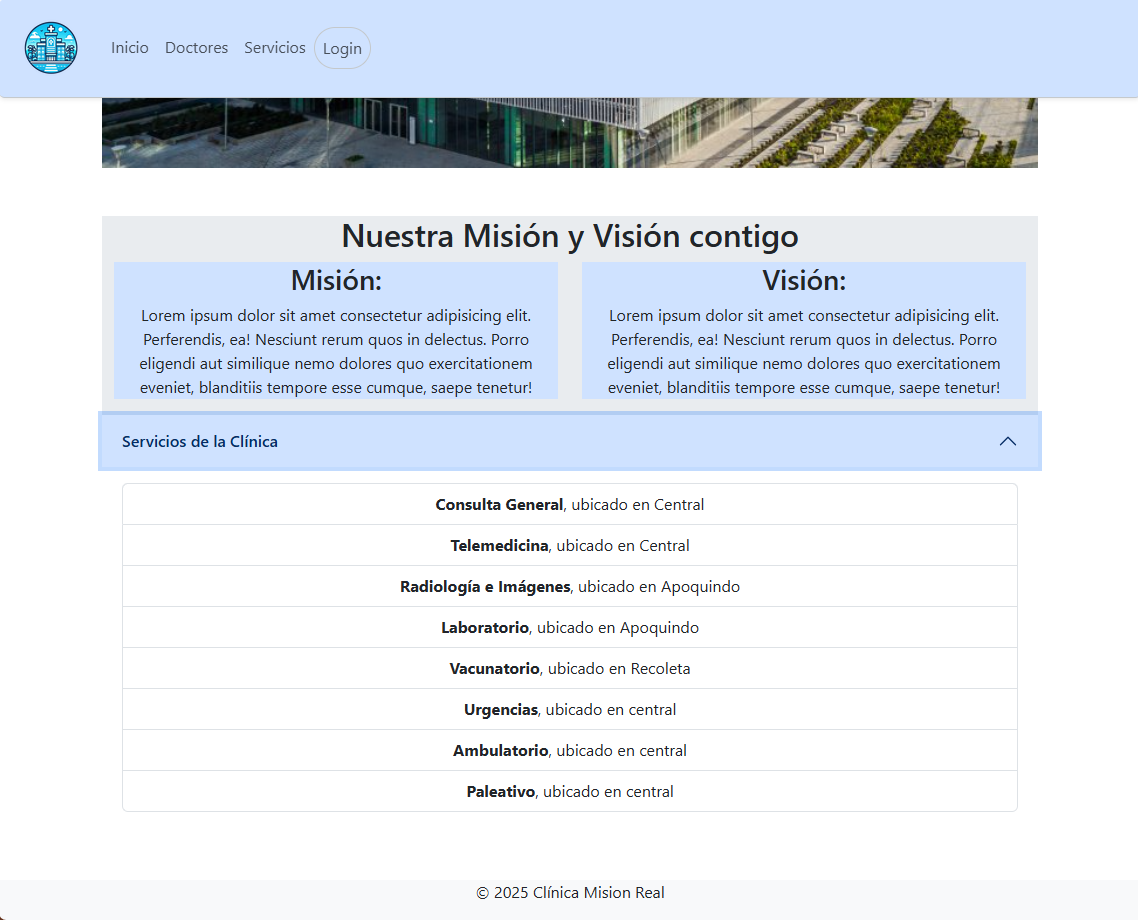 Inicio Doctores Servicios Login
Nuestra Misión y Visión contigo
Misión:
Lorem ipsum dolor sit amet consectetur adipisicing elit.
Perferendis, ea! Nesciunt rerum quos in delectus. Porro
eligendi aut similique nemo dolores quo exercitationem
eveniet, blanditiis tempore esse cumque, saepe tenetur!
Visión:
Lorem ipsum dolor sit amet consectetur adipisicing elit.
Perferendis, ea! Nesciunt rerum quos in delectus. Porro
eligendi aut similique nemo dolores quo exercitationem
eveniet, blanditiis tempore esse cumque, saepe tenetur!
Servicios de la Clínica
Consulta General, ubicado en Central
Telemedicina, ubicado en Central
Radiología e Imágenes, ubicado en Apoquindo
Laboratorio, ubicado en Apoquindo
Vacunatorio, ubicado en Recoleta
Urgencias, ubicado en central
Ambulatorio, ubicado en central
Paleativo, ubicado en central
© 2025 Clínica Mision Real